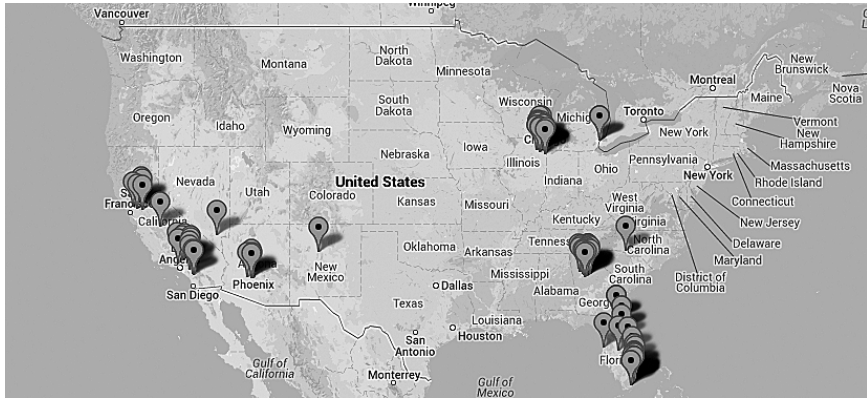 Winnipeg
Vancouver
Washington
Montana
North
Dakota
Minnesota
Montreal
New
Brunswick
Maine
Nova
Scotia
Oregon
Idaho
Wyoming
South
Dakota
Wisconsin
Toronto
Vermont
New
Hampshire
New York
Nebraska
Iowa
Illinois
Indiana
Ohio
Pennsylvania
New York
Massachusetts
Rhode Island
Connecticut
New Jersey
Delaware
Maryland
District of
Columbia
Nevada
Utah
Colorado
United States
Kansas
Missouri
Kentucky
West
Virginia
North
Carolina
Oklahoma
Arkansas
Mississippi
Alabama
South
Carolina
New
Mexico
Phoenix
San Diego
Dallas
Texas
Louisiana
Houston
San
Antonio
Gulf of
California
Monterrey
Gulf of
Mexico